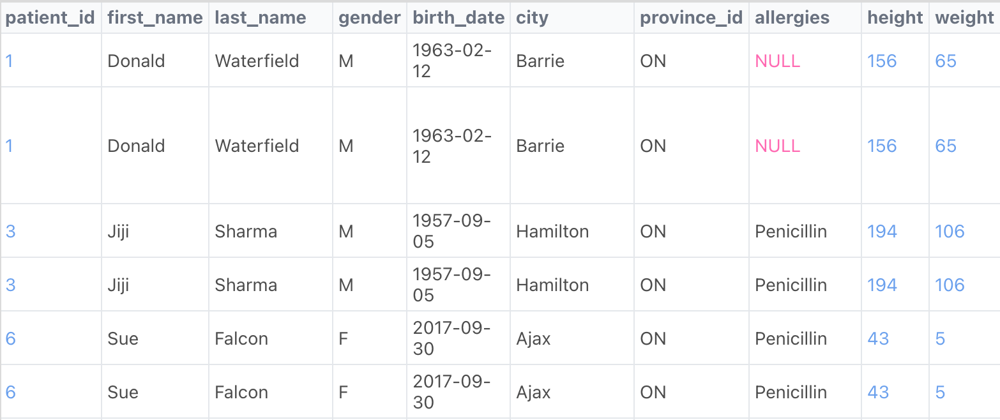 patient_id first_name last_name gender birth_date city province_id allergies height weight
1 Donald Waterfield M 1963-02-12 Barrie ON NULL 156 65
1 Donald Waterfield M 1963-02-12 Barrie ON NULL 156 65
3 Jiji Sharma M 1957-09-05 Hamilton ON Penicillin 194 106
3 Jiji Sharma M 1957-09-05 Hamilton ON Penicillin 194 106
6 Sue Falcon F 2017-09-30 Ajax ON Penicillin 43 5
6 Sue Falcon F 2017-09-30 Ajax ON Penicillin 43 5